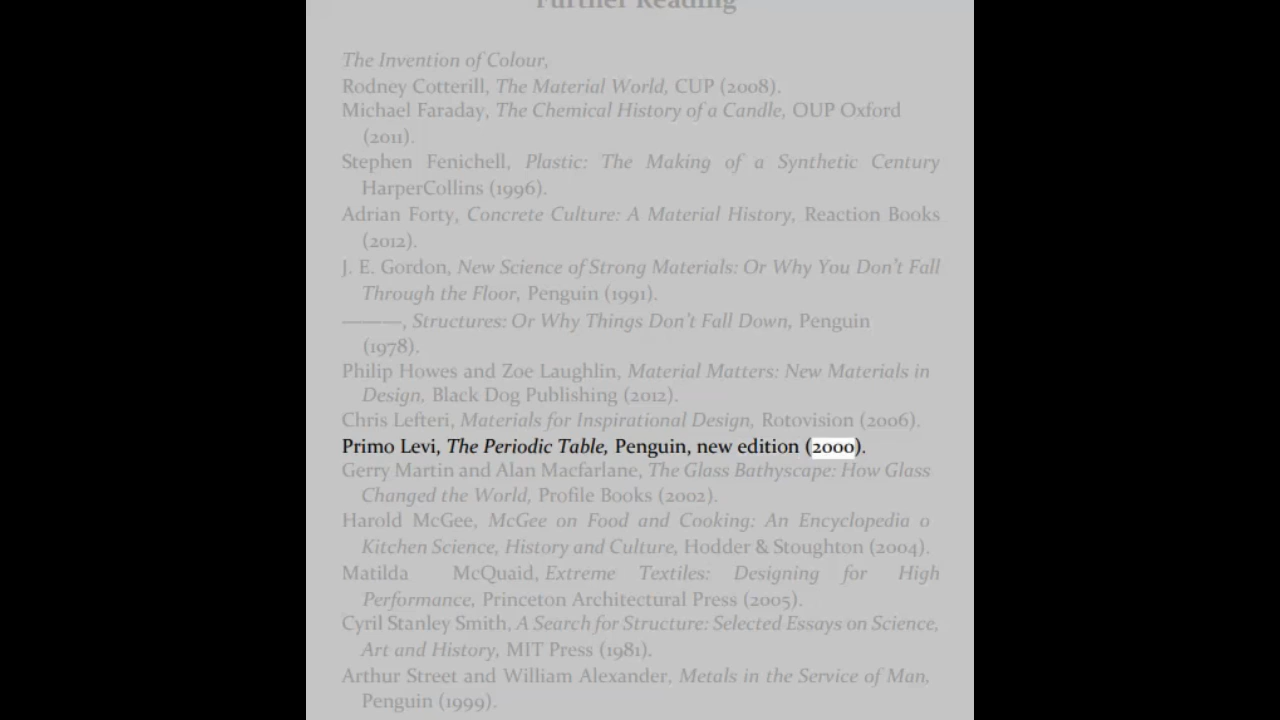 Further Reading
The Invention of Colour,
Rodney Cotterill, The Material World, CUP (2008).
Michael Faraday, The Chemical History of a Candle, OUP Oxford
(2011).
Stephen Fenichell, Plastic: The Making of a Synthetic Century
HarperCollins (1996).
Adrian Forty, Concrete Culture: A Material History, Reaction Books
(2012).
J. E. Gordon, New Science of Strong Materials: Or Why You Don't Fall
Through the Floor, Penguin (1991).
———, Structures: Or Why Things Don't Fall Down, Penguin
(1978).
Philip Howes and Zoe Laughlin, Material Matters: New Materials in
Design, Black Dog Publishing (2012).
Chris Lefteri, Materials for Inspirational Design, Rotovision (2006).
Primo Levi, The Periodic Table, Penguin, new edition (2000).
Gerry Martin and Alan Macfarlane, The Glass Bathyscape: How Glass
Changed the World, Profile Books (2002).
Harold McGee, McGee on Food and Cooking: An Encyclopedia o
Kitchen Science, History and Culture, Hodder & Stoughton (2004).
Matilda McQuaid, Extreme Textiles: Designing for High
Performance, Princeton Architectural Press (2005).
Cyril Stanley Smith, A Search for Structure: Selected Essays on Science,
Art and History, MIT Press (1981).
Arthur Street and William Alexander, Metals in the Service of Man,
Penguin (1999).